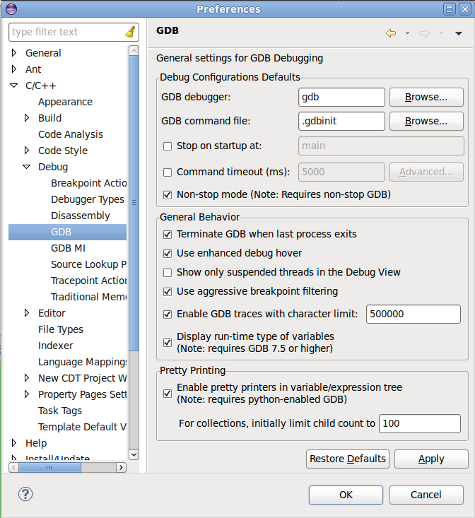 Preferences
type filter text
General
Ant
C/C++
Appearance
Build
Code Analysis
Code Style
Debug
Breakpoint Actio
Debugger Types
Disassembly
GDB
GDB MI
Source Lookup P
Tracepoint Action
Traditional Memo
Editor
File Types
Indexer
Language Mappings
New CDT Project W
Property Pages Sett
Task Tags
Template Default V
Help
Install/Update
GDB
General settings for GDB Debugging
Debug Configurations Defaults
GDB debugger: gdb Browse...
GDB command file: .gdbinit Browse...
Stop on startup at: main
Command timeout (ms): 5000 Advanced...
Non-stop mode (Note: Requires non-stop GDB)
General Behavior
Terminate GDB when last process exits
Use enhanced debug hover
Show only suspended threads in the Debug View
Use aggressive breakpoint filtering
Enable GDB traces with character limit: 500000
Display run-time type of variables
(Note: requires GDB 7.5 or higher)
Pretty Printing
Enable pretty printers in variable/expression tree
(Note: requires python-enabled GDB)
For collections, initially limit child count to 100
Restore Defaults Apply
? OK Cancel